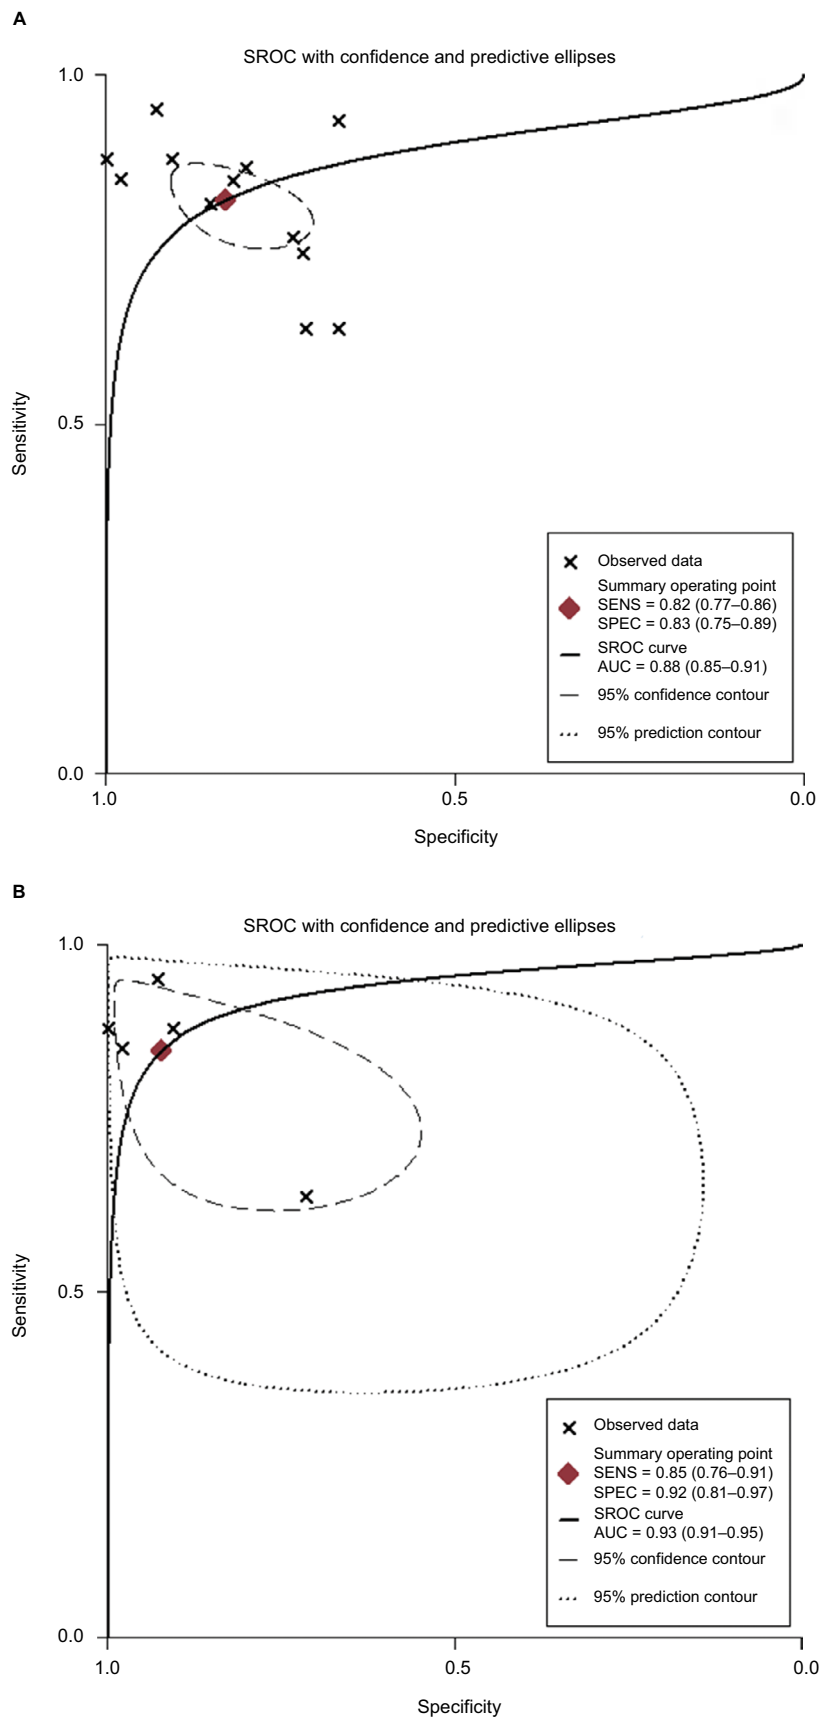 A
SROC with confidence and predictive ellipses
1.0
0.5
0.0
Sensitivity
Observed data
Summary operating point
SENS = 0.82 (0.77–0.86)
SPEC = 0.83 (0.75–0.89)
SROC curve
AUC = 0.88 (0.85–0.91)
95% confidence contour
95% prediction contour
1.0
0.5
0.0
Specificity
B
SROC with confidence and predictive ellipses
1.0
0.5
0.0
Sensitivity
Observed data
Summary operating point
SENS = 0.85 (0.76–0.91)
SPEC = 0.92 (0.81–0.97)
SROC curve
AUC = 0.93 (0.91–0.95)
95% confidence contour
95% prediction contour
1.0
0.5
0.0
Specificity